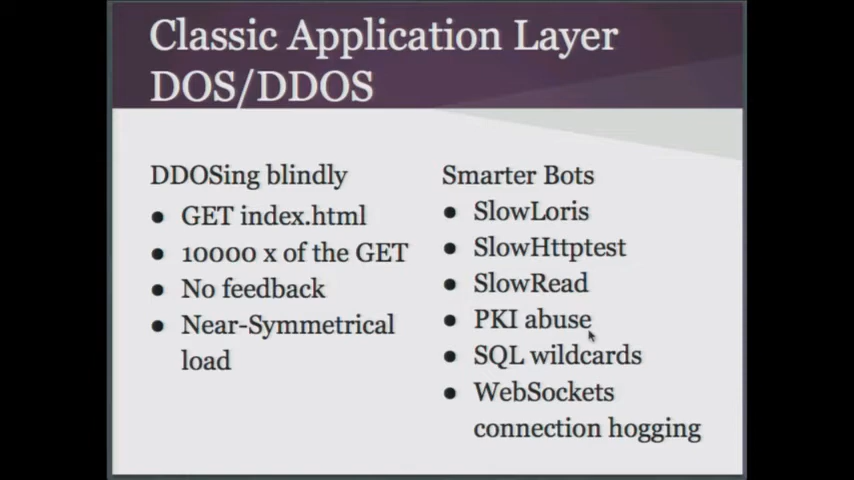 Classic Application Layer
DOS/DDOS
DDOSing blindly
● GET index.html
● 10000 x of the GET
● No feedback
● Near-Symmetrical
load
Smarter Bots
● SlowLoris
● SlowHttptest
● SlowRead
● PKI abuse
● SQL wildcards
● WebSockets
connection hogging